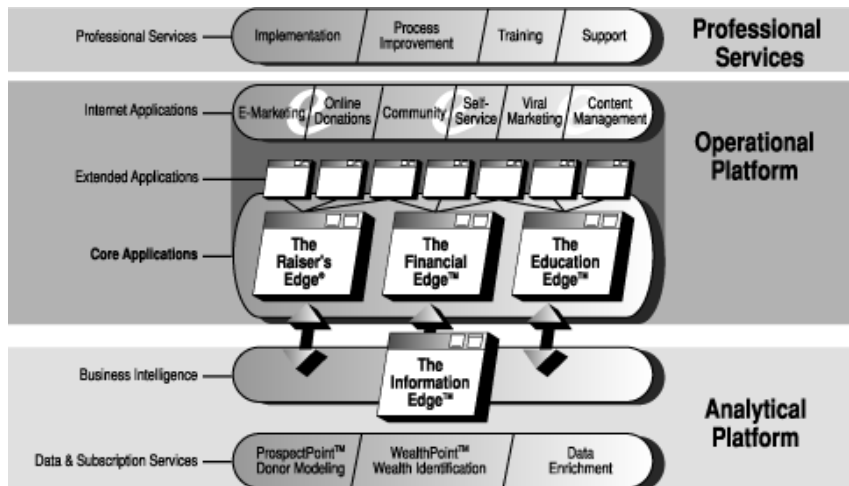 Professional Services
Implementation
Process
Improvement
Training
Support
Professional
Services
Internet Applications
E-Marketing
Online
Donations
Community
Self-
Service
Viral
Marketing
Content
Management
Operational
Platform
Extended Applications
Core Applications
The
Raiser's
Edge®
The
Financial
Edge™
The
Education
Edge™
Business Intelligence
The
Information
Edge™
Analytical
Platform
Data & Subscription Services
ProspectPoint™
Donor Modeling
WealthPoint™
Wealth Identification
Data
Enrichment